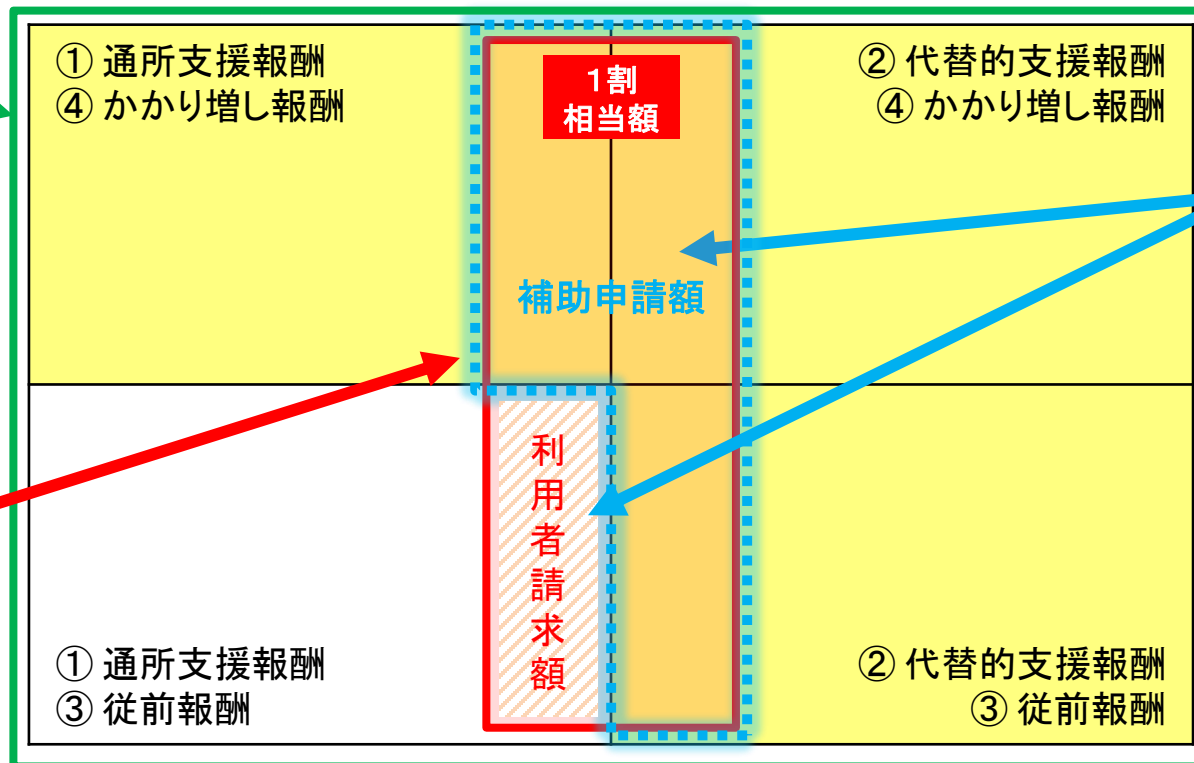 ① 通所支援報酬
④ かかり増し報酬
1割
相当額
② 代替的支援報酬
④ かかり増し報酬
補助申請額
利用者請求額
① 通所支援報酬
③ 従前報酬
② 代替的支援報酬
③ 従前報酬